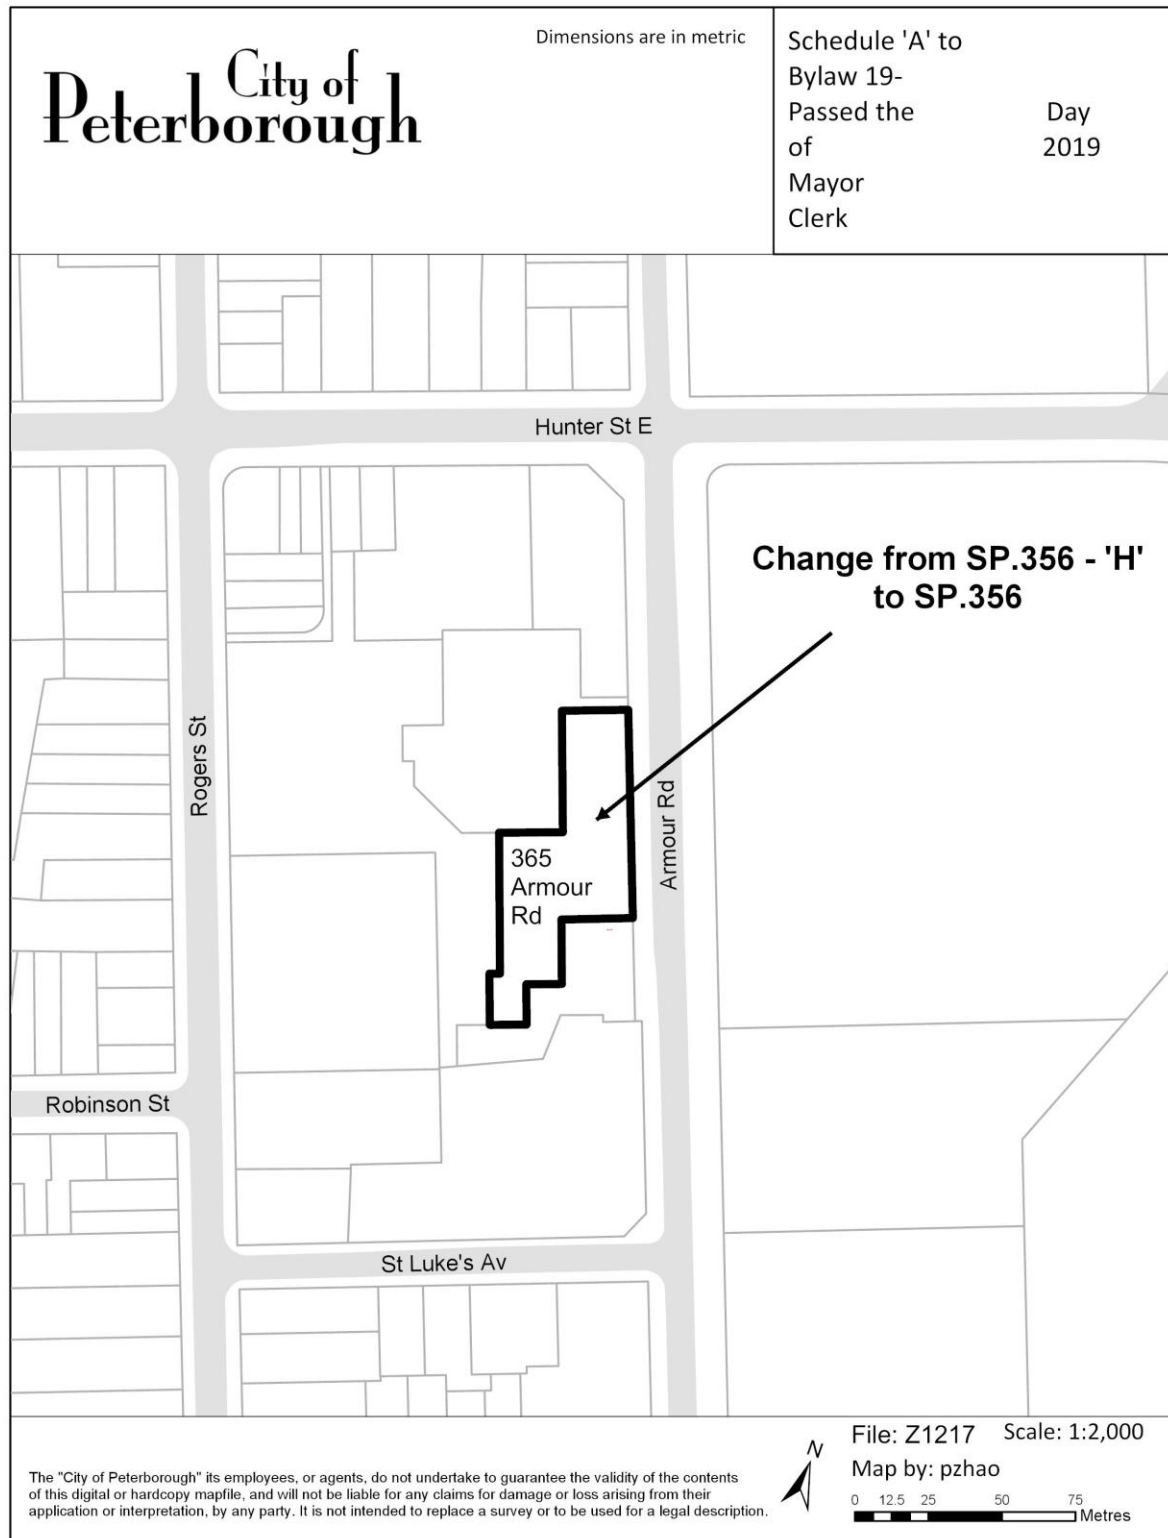 City of
Peterborough
Dimensions are in metric
Schedule 'A' to
Bylaw 19-
Passed the Day
of 2019
Mayor
Clerk
Hunter St E
Change from SP.356 - 'H'
to SP.356
Rogers St
Armour Rd
365
Armour
Rd
Robinson St
St Luke's Av
The "City of Peterborough" its employees, or agents, do not undertake to guarantee the validity of the contents
of this digital or hardcopy mapfile, and will not be liable for any claims for damage or loss arising from their
application or interpretation, by any party. It is not intended to replace a survey or to be used for a legal description.
N
File: Z1217 Scale: 1:2,000
Map by: pzhao
0 12.5 25 50 75
Metres